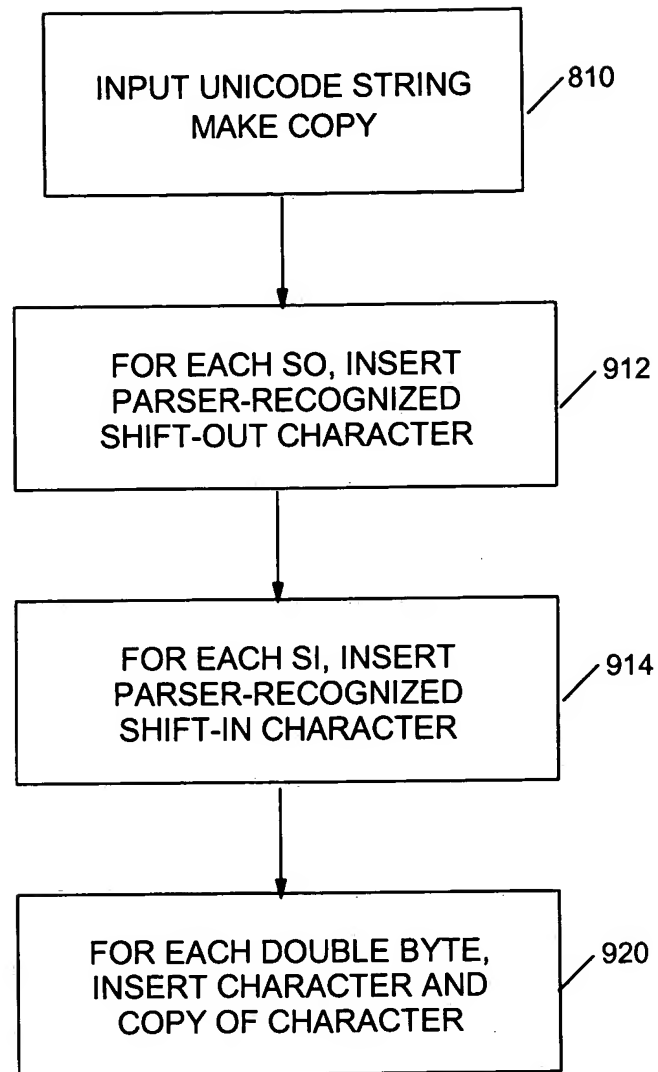 INPUT UNICODE STRING
MAKE COPY
810
FOR EACH SO, INSERT
PARSER-RECOGNIZED
SHIFT-OUT CHARACTER
912
FOR EACH SI, INSERT
PARSER-RECOGNIZED
SHIFT-IN CHARACTER
914
FOR EACH DOUBLE BYTE,
INSERT CHARACTER AND
COPY OF CHARACTER
920